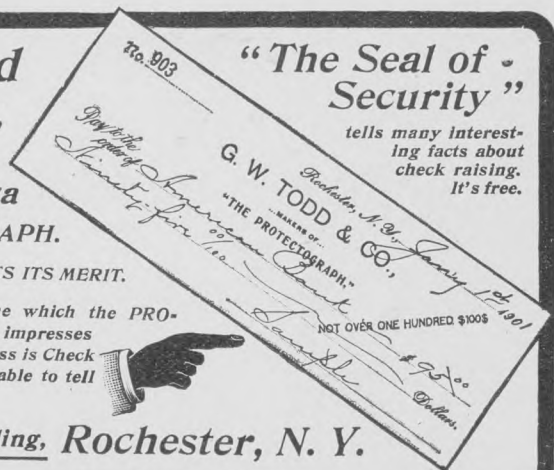 d
"The Seal of
Security"
tells many interest-
ing facts about
check raising.
It's free.
No. 903
Rochester, N. Y., Jan'y 1st 1901
Pay to the
order of American Bank
Ninety-five 00/100
Dollars.
G. W. TODD & CO.,
...MAKERS OF...
"THE PROTECTOGRAPH."
NOT OVER ONE HUNDRED $100$
$95.00
Sample
a
APH.
S ITS MERIT.
e which the PRO-
impresses
ss is Check
able to tell
ing, Rochester, N. Y.